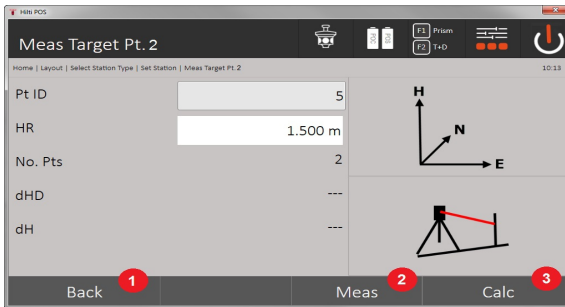 Hilti POS
Meas Target Pt. 2
POC
POS
F1 Prism
F2 T+D
Home | Layout | Select Station Type | Set Station | Meas Target Pt. 2
10:13
Pt ID 5
HR 1.500 m
No. Pts 2
dHD ---
dH ---
H
N
E
1
2
3
Back
Meas
Calc